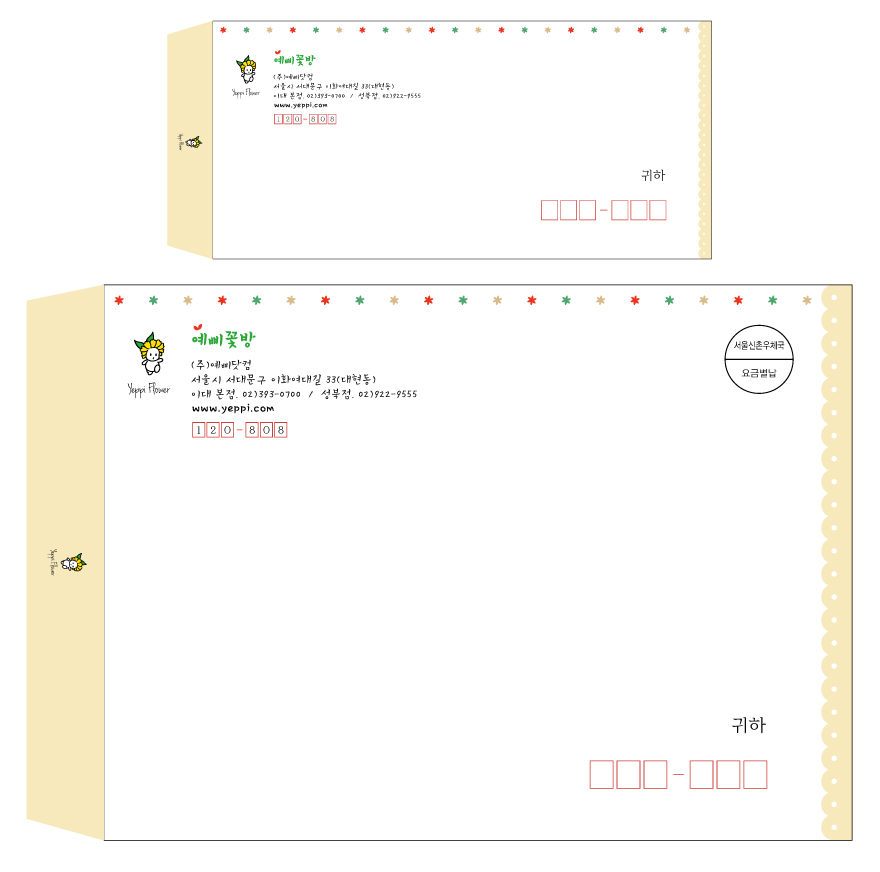 예삐꽃방
(주)예삐닷컴
서울시 서대문구 이화여대길 33(대현동)
이대 본점. 02)393-0700 / 성북점. 02)922-9555
www.yeppi.com
Yeppi Flower
120-808
Yeppi Flower
귀하
예삐꽃방
(주)예삐닷컴
서울시 서대문구 이화여대길 33(대현동)
이대 본점. 02)393-0700 / 성북점. 02)922-9555
www.yeppi.com
Yeppi Flower
120-808
서울신촌우체국
요금별납
Yeppi Flower
귀하